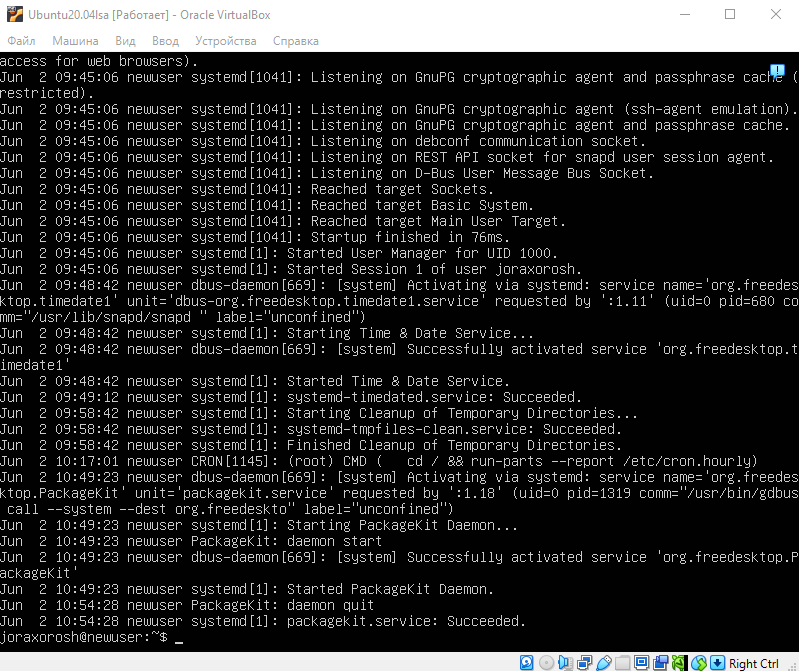 Ubuntu20.04lsa [Работает] - Oracle VirtualBox
Файл Машина Вид Ввод Устройства Справка
access for web browsers).
Jun  2 09:45:06 newuser systemd[1041]: Listening on GnuPG cryptographic agent and passphrase cache (
restricted).
Jun  2 09:45:06 newuser systemd[1041]: Listening on GnuPG cryptographic agent (ssh-agent emulation).
Jun  2 09:45:06 newuser systemd[1041]: Listening on GnuPG cryptographic agent and passphrase cache.
Jun  2 09:45:06 newuser systemd[1041]: Listening on debconf communication socket.
Jun  2 09:45:06 newuser systemd[1041]: Listening on REST API socket for snapd user session agent.
Jun  2 09:45:06 newuser systemd[1041]: Listening on D-Bus User Message Bus Socket.
Jun  2 09:45:06 newuser systemd[1041]: Reached target Sockets.
Jun  2 09:45:06 newuser systemd[1041]: Reached target Basic System.
Jun  2 09:45:06 newuser systemd[1041]: Reached target Main User Target.
Jun  2 09:45:06 newuser systemd[1041]: Startup finished in 76ms.
Jun  2 09:45:06 newuser systemd[1]: Started User Manager for UID 1000.
Jun  2 09:45:06 newuser systemd[1]: Started Session 1 of user joraxorosh.
Jun  2 09:48:42 newuser dbus-daemon[669]: [system] Activating via systemd: service name='org.freedes
ktop.timedate1' unit='dbus-org.freedesktop.timedate1.service' requested by ':1.11' (uid=0 pid=680 co
mm="/usr/lib/snapd/snapd " label="unconfined")
Jun  2 09:48:42 newuser systemd[1]: Starting Time & Date Service...
Jun  2 09:48:42 newuser dbus-daemon[669]: [system] Successfully activated service 'org.freedesktop.t
imedate1'
Jun  2 09:48:42 newuser systemd[1]: Started Time & Date Service.
Jun  2 09:49:12 newuser systemd[1]: systemd-timedated.service: Succeeded.
Jun  2 09:58:42 newuser systemd[1]: Starting Cleanup of Temporary Directories...
Jun  2 09:58:42 newuser systemd[1]: systemd-tmpfiles-clean.service: Succeeded.
Jun  2 09:58:42 newuser systemd[1]: Finished Cleanup of Temporary Directories.
Jun  2 10:17:01 newuser CRON[1145]: (root) CMD (   cd / && run-parts --report /etc/cron.hourly)
Jun  2 10:49:23 newuser dbus-daemon[669]: [system] Activating via systemd: service name='org.freedes
ktop.PackageKit' unit='packagekit.service' requested by ':1.18' (uid=0 pid=1319 comm="/usr/bin/gdbus
 call --system --dest org.freedeskto" label="unconfined")
Jun  2 10:49:23 newuser systemd[1]: Starting PackageKit Daemon...
Jun  2 10:49:23 newuser PackageKit: daemon start
Jun  2 10:49:23 newuser dbus-daemon[669]: [system] Successfully activated service 'org.freedesktop.P
ackageKit'
Jun  2 10:49:23 newuser systemd[1]: Started PackageKit Daemon.
Jun  2 10:54:28 newuser PackageKit: daemon quit
Jun  2 10:54:28 newuser systemd[1]: packagekit.service: Succeeded.
joraxorosh@newuser:~$ _
Right Ctrl